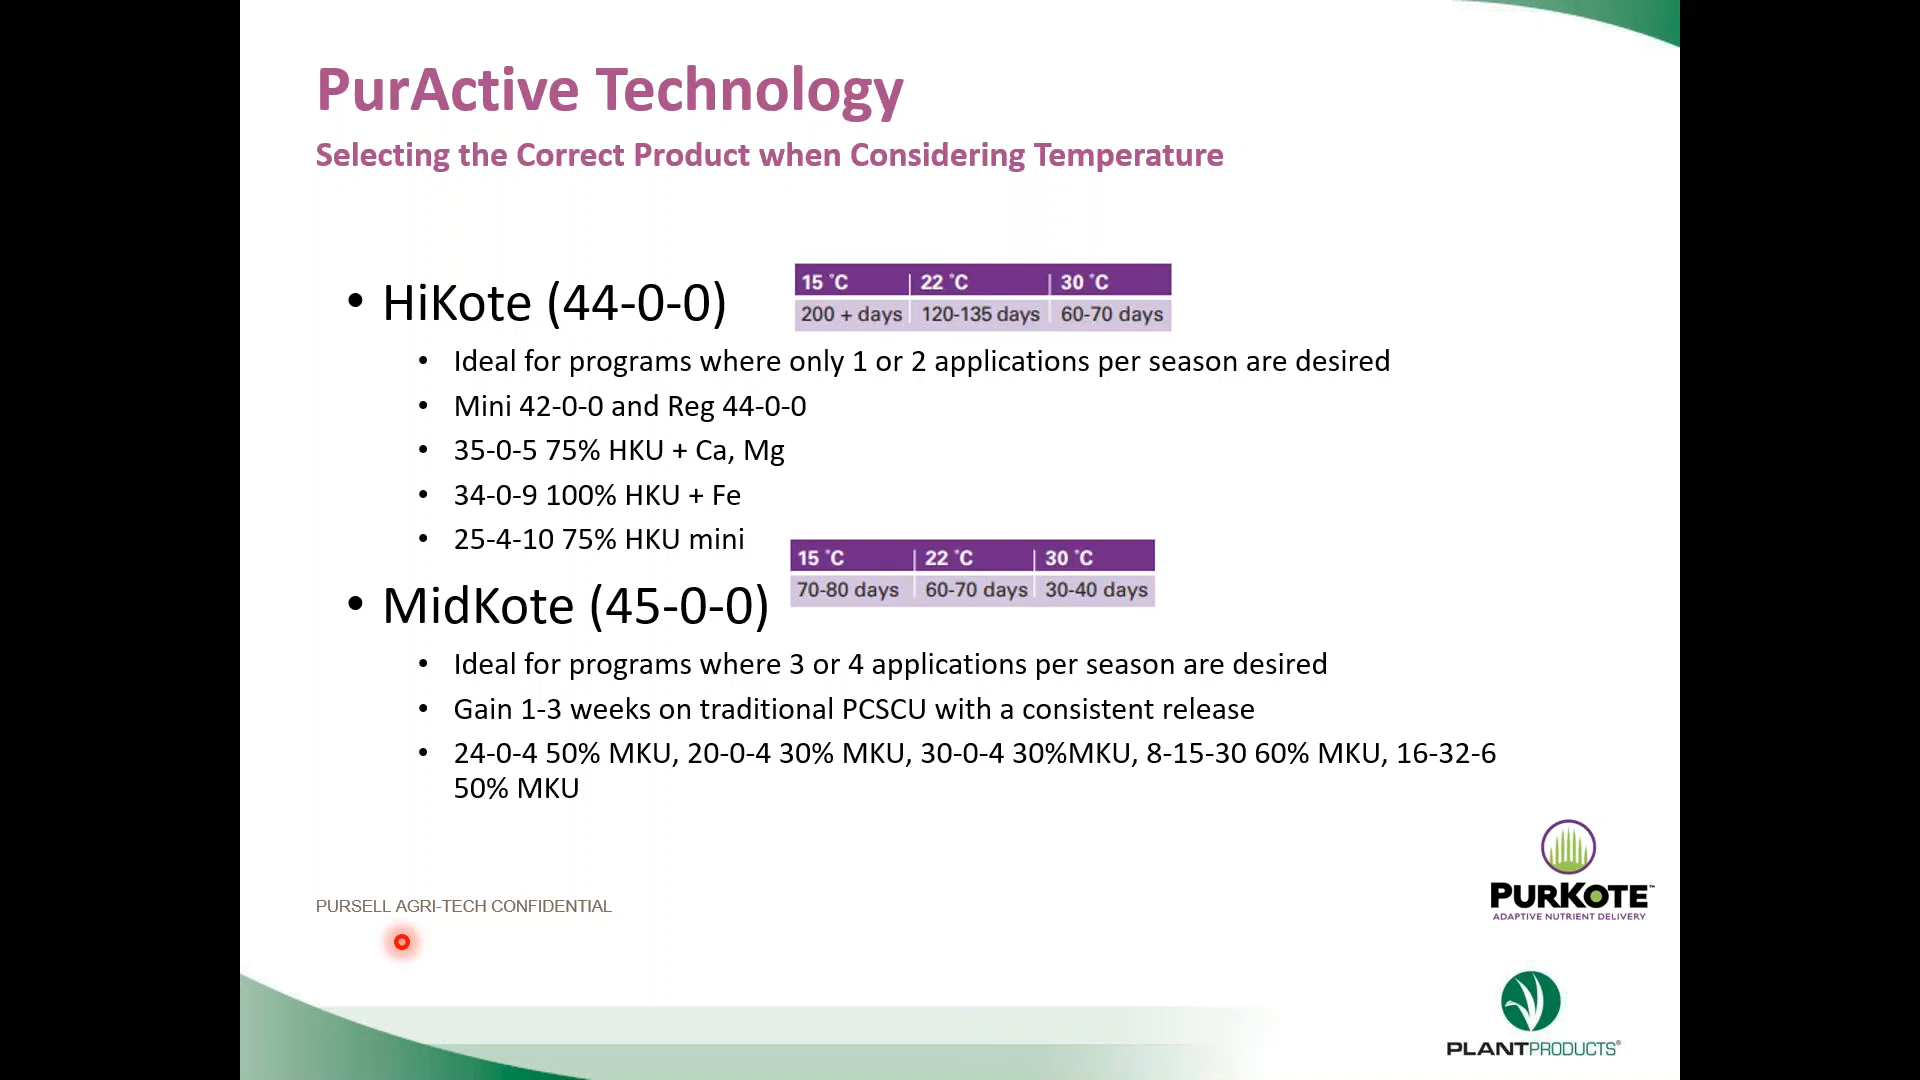 PurActive Technology
Selecting the Correct Product when Considering Temperature
• HiKote (44-0-0)
15 ˚C | 22 ˚C | 30 ˚C
200 + days | 120-135 days | 60-70 days
• Ideal for programs where only 1 or 2 applications per season are desired
• Mini 42-0-0 and Reg 44-0-0
• 35-0-5 75% HKU + Ca, Mg
• 34-0-9 100% HKU + Fe
• 25-4-10 75% HKU mini
• MidKote (45-0-0)
15 ˚C | 22 ˚C | 30 ˚C
70-80 days | 60-70 days | 30-40 days
• Ideal for programs where 3 or 4 applications per season are desired
• Gain 1-3 weeks on traditional PCSCU with a consistent release
• 24-0-4 50% MKU, 20-0-4 30% MKU, 30-0-4 30%MKU, 8-15-30 60% MKU, 16-32-6
50% MKU
PURSELL AGRI-TECH CONFIDENTIAL
PURKOTE™
ADAPTIVE NUTRIENT DELIVERY
PLANTPRODUCTS®